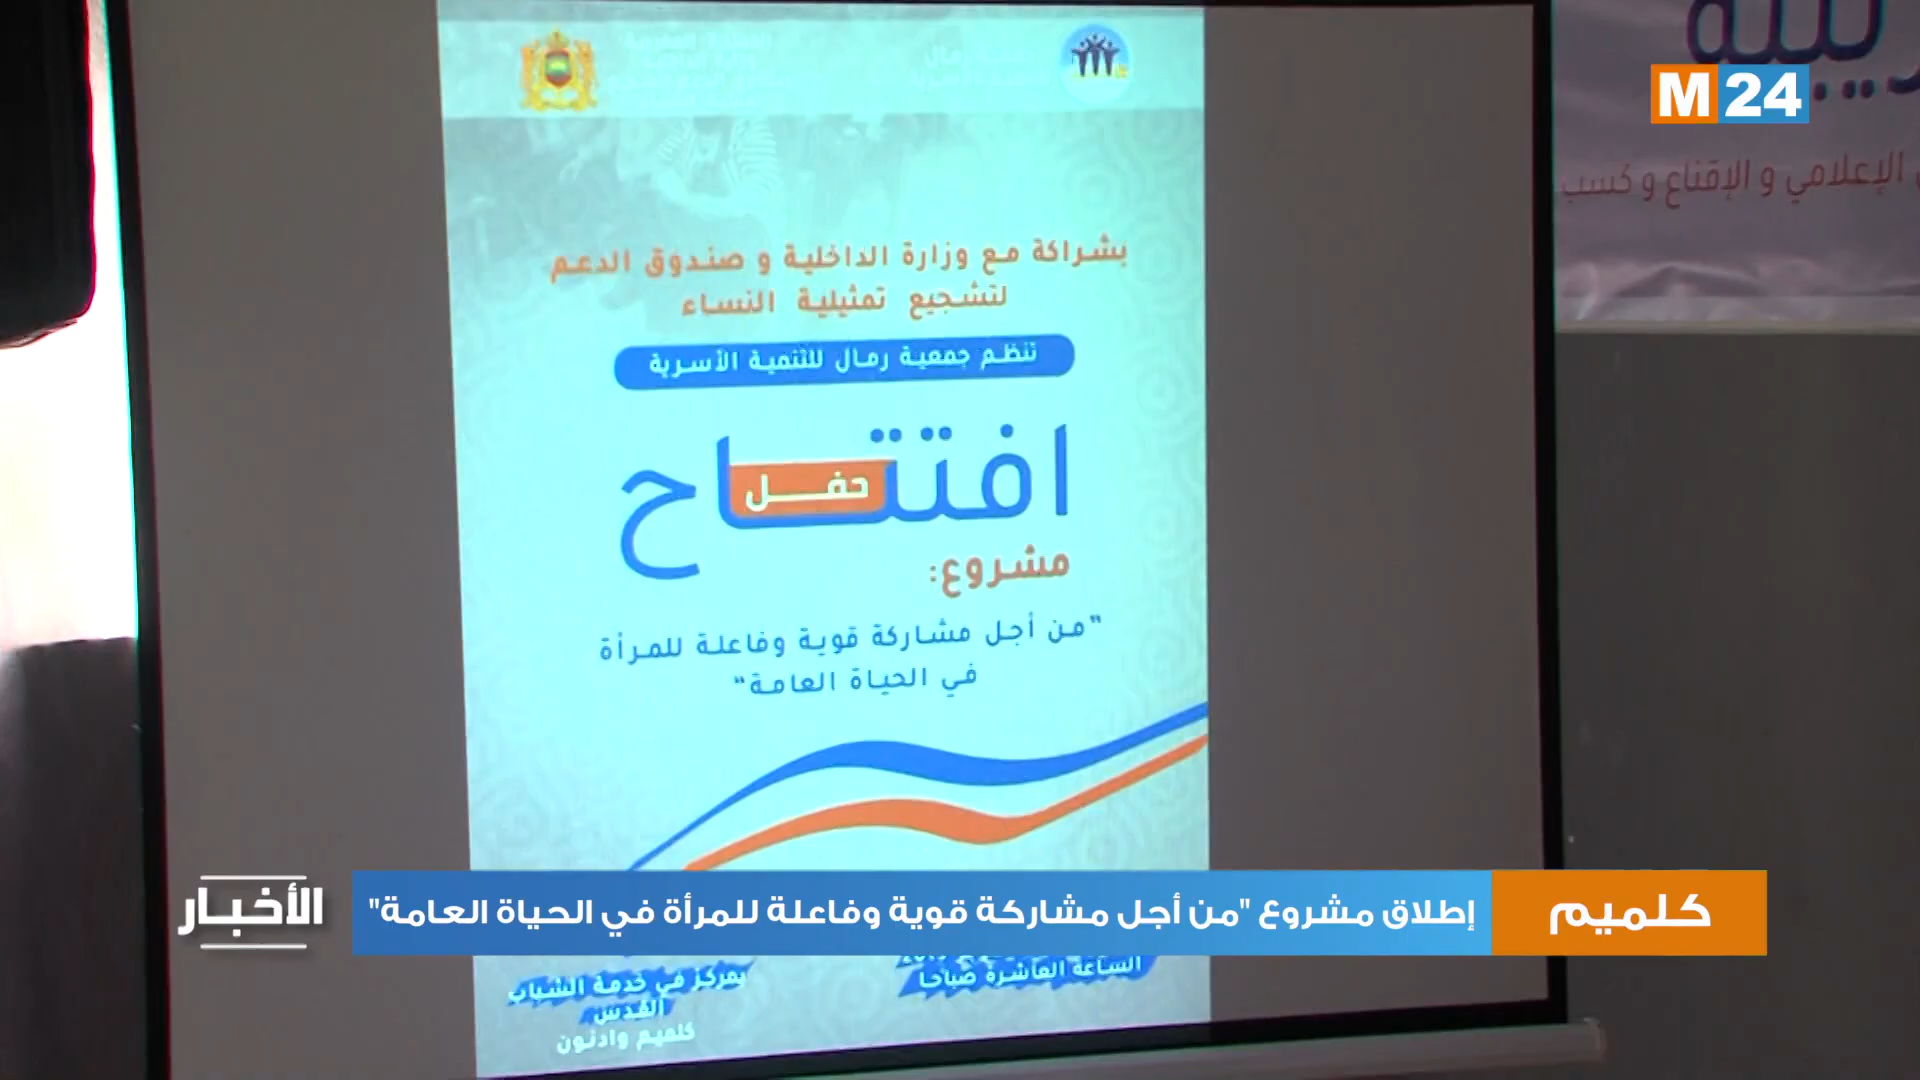 M 24
الإعلامي و الإقناع و كسب
بشراكة مع وزارة الداخلية و صندوق الدعم
لتشجيع تمثيلية النساء
تنظم جمعية رمال للتنمية الأسرية
افتتاح
حفل
مشروع:
"من أجل مشاركة قوية وفاعلة للمرأة
في الحياة العامة"
كلميم
إطلاق مشروع "من أجل مشاركة قوية وفاعلة للمرأة في الحياة العامة"
الأخبار
الساعة العاشرة صباحا
بمركز في خدمة الشباب
القدس
كلميم وادنون